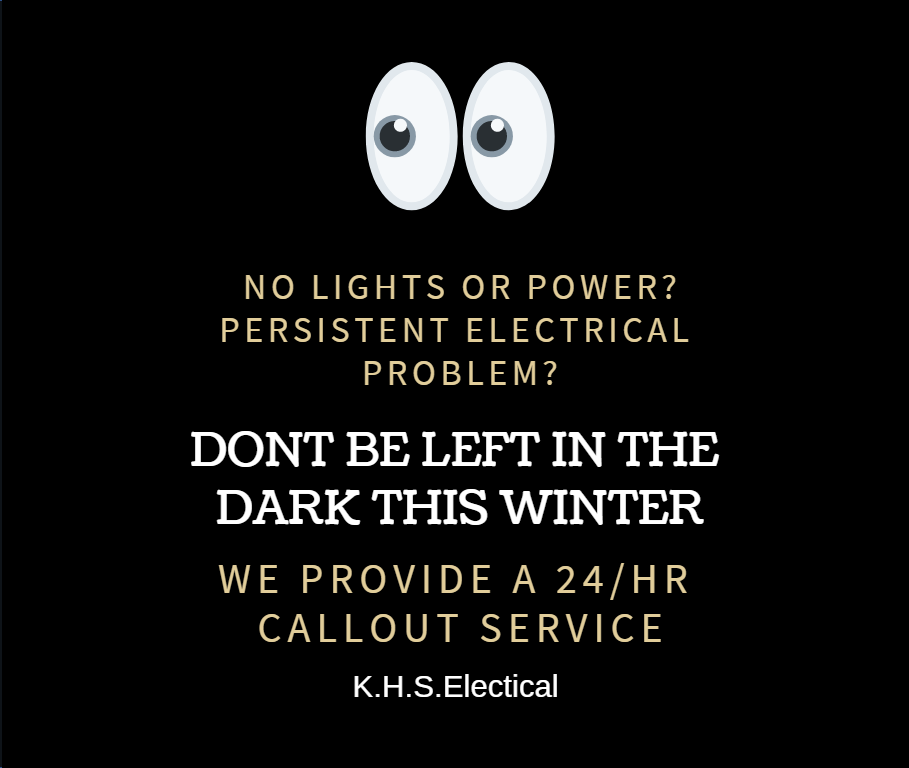 NO LIGHTS OR POWER?
PERSISTENT ELECTRICAL
PROBLEM?
DONT BE LEFT IN THE
DARK THIS WINTER
WE PROVIDE A 24/HR
CALLOUT SERVICE
K.H.S.Electical